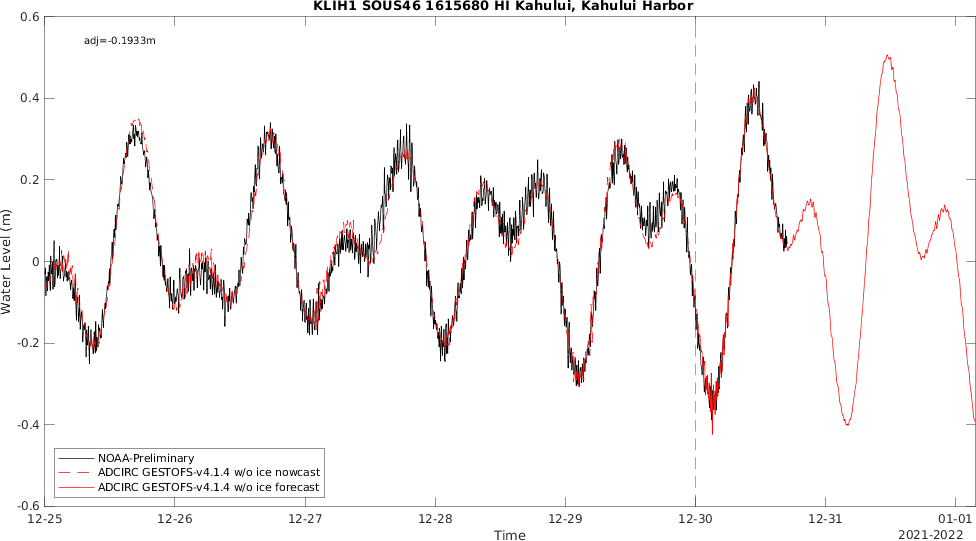 KLIH1 SOUS46 1615680 HI Kahului, Kahului Harbor
0.6
adj=-0.1933m
0.4
0.2
0
-0.2
-0.4
-0.6
Water Level (m)
NOAA-Preliminary
ADCIRC GESTOFS-v4.1.4 w/o ice nowcast
ADCIRC GESTOFS-v4.1.4 w/o ice forecast
12-25 12-26 12-27 12-28 12-29 12-30 12-31 01-01
Time
2021-2022